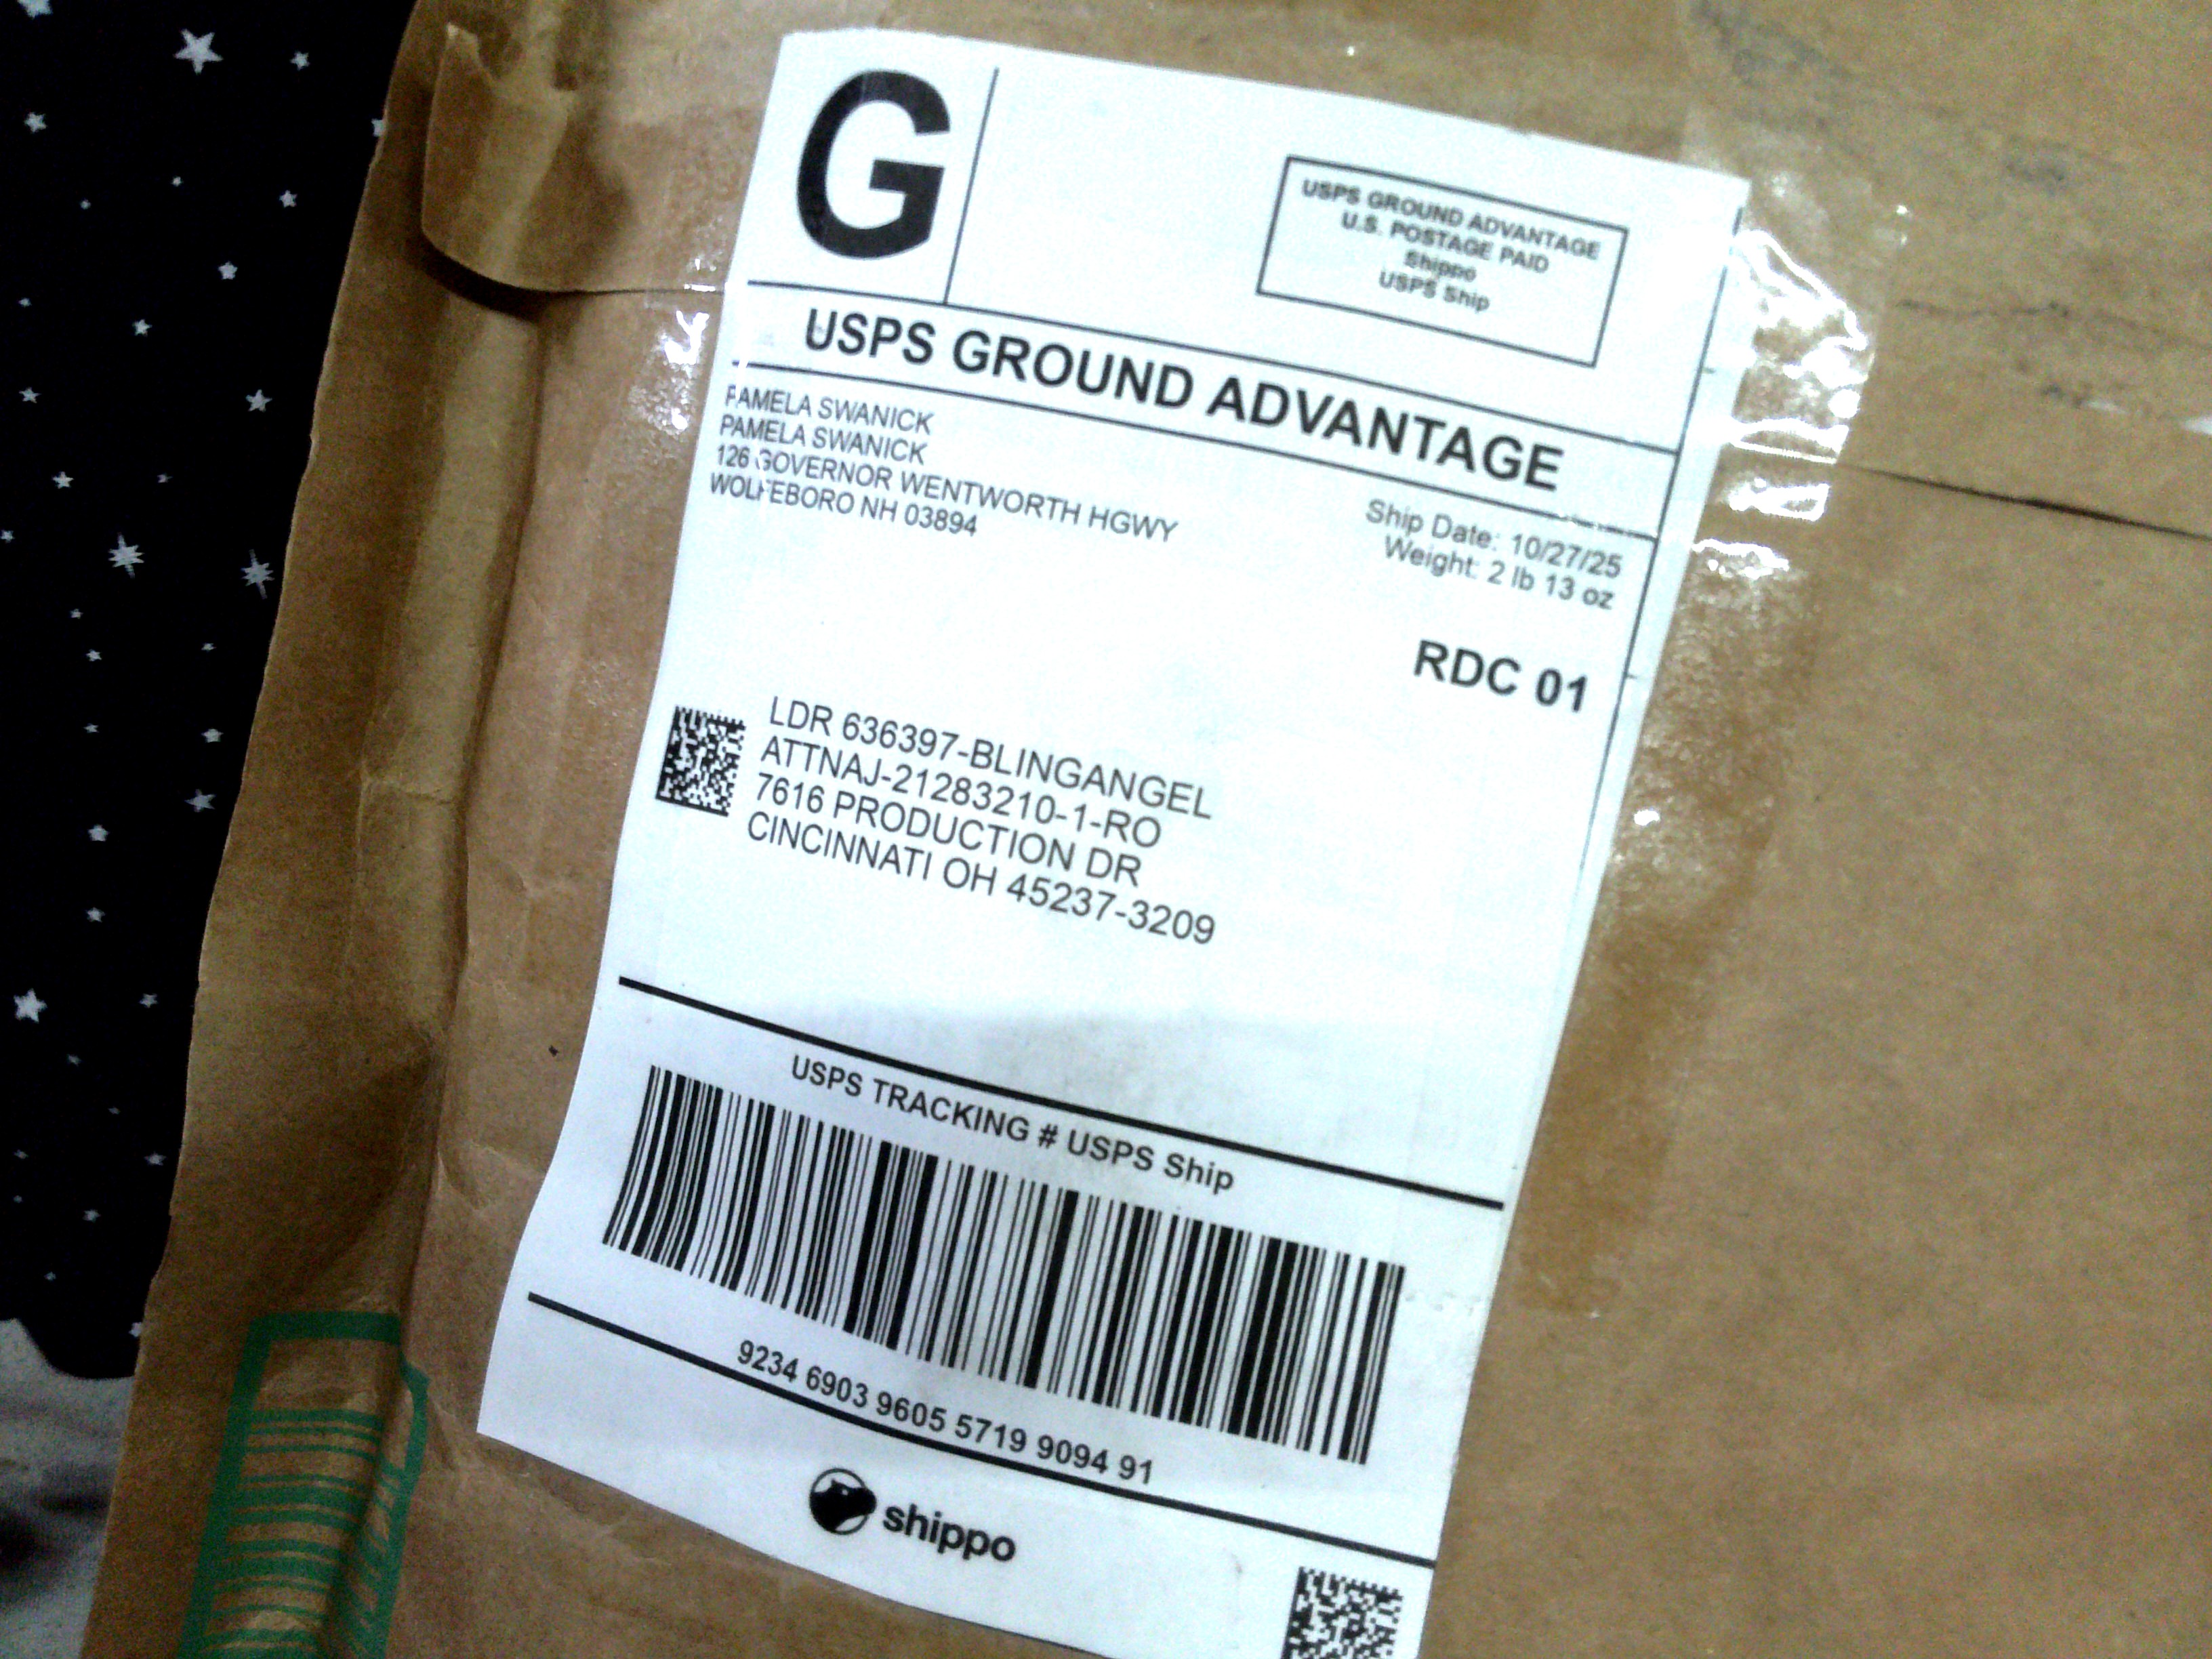 G
USPS GROUND ADVANTAGE
U.S. POSTAGE PAID
Shippo
USPS Ship
USPS GROUND ADVANTAGE
PAMELA SWANICK
PAMELA SWANICK
126 GOVERNOR WENTWORTH HGWY
WOLFEBORO NH 03894
Ship Date: 10/27/25
Weight: 2 lb 13 oz
RDC 01
LDR 636397-BLINGANGEL
ATTNAJ-21283210-1-RO
7616 PRODUCTION DR
CINCINNATI OH 45237-3209
USPS TRACKING # USPS Ship
9234 6903 9605 5719 9094 91
shippo